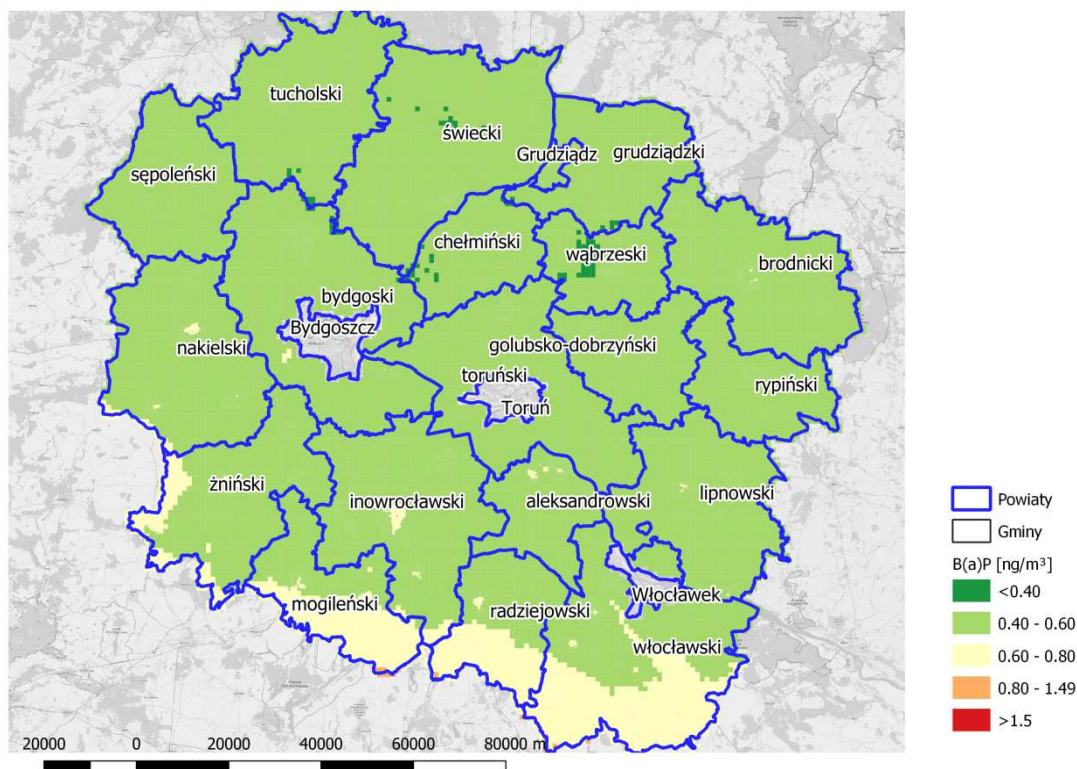 tucholski
świecki
sępoleński
Grudziądz
grudziądzki
chełmiński
wąbrzeski
brodnicki
bydgoski
Bydgoszcz
nakielski
golubsko-dobrzyński
toruński
Toruń
rypiński
żniński
inowrocławski
aleksandrowski
lipnowski
mogileński
radziejowski
Włocławek
włocławski
20000 0 20000 40000 60000 80000 m
Powiaty
Gminy
B(a)P [ng/m³]
<0.40
0.40 - 0.60
0.60 - 0.80
0.80 - 1.49
>1.5